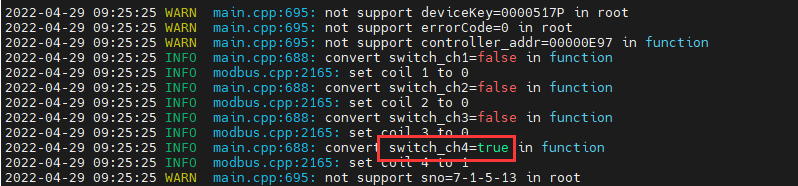 2022-04-29 09:25:25 WARN main.cpp:695: not support deviceKey=0000517P in root
2022-04-29 09:25:25 WARN main.cpp:695: not support errorCode=0 in root
2022-04-29 09:25:25 WARN main.cpp:695: not support controller_addr=00000E97 in function
2022-04-29 09:25:25 INFO main.cpp:688: convert switch_ch1=false in function
2022-04-29 09:25:25 INFO modbus.cpp:2165: set coil 1 to 0
2022-04-29 09:25:25 INFO main.cpp:688: convert switch_ch2=false in function
2022-04-29 09:25:25 INFO modbus.cpp:2165: set coil 2 to 0
2022-04-29 09:25:25 INFO main.cpp:688: convert switch_ch3=false in function
2022-04-29 09:25:25 INFO modbus.cpp:2165: set coil 3 to 0
2022-04-29 09:25:25 INFO main.cpp:688: convert switch_ch4=true in function
2022-04-29 09:25:25 INFO modbus.cpp:2165: set coil 4 to 1
2022-04-29 09:25:25 WARN main.cpp:695: not support sno=7-1-5-13 in root